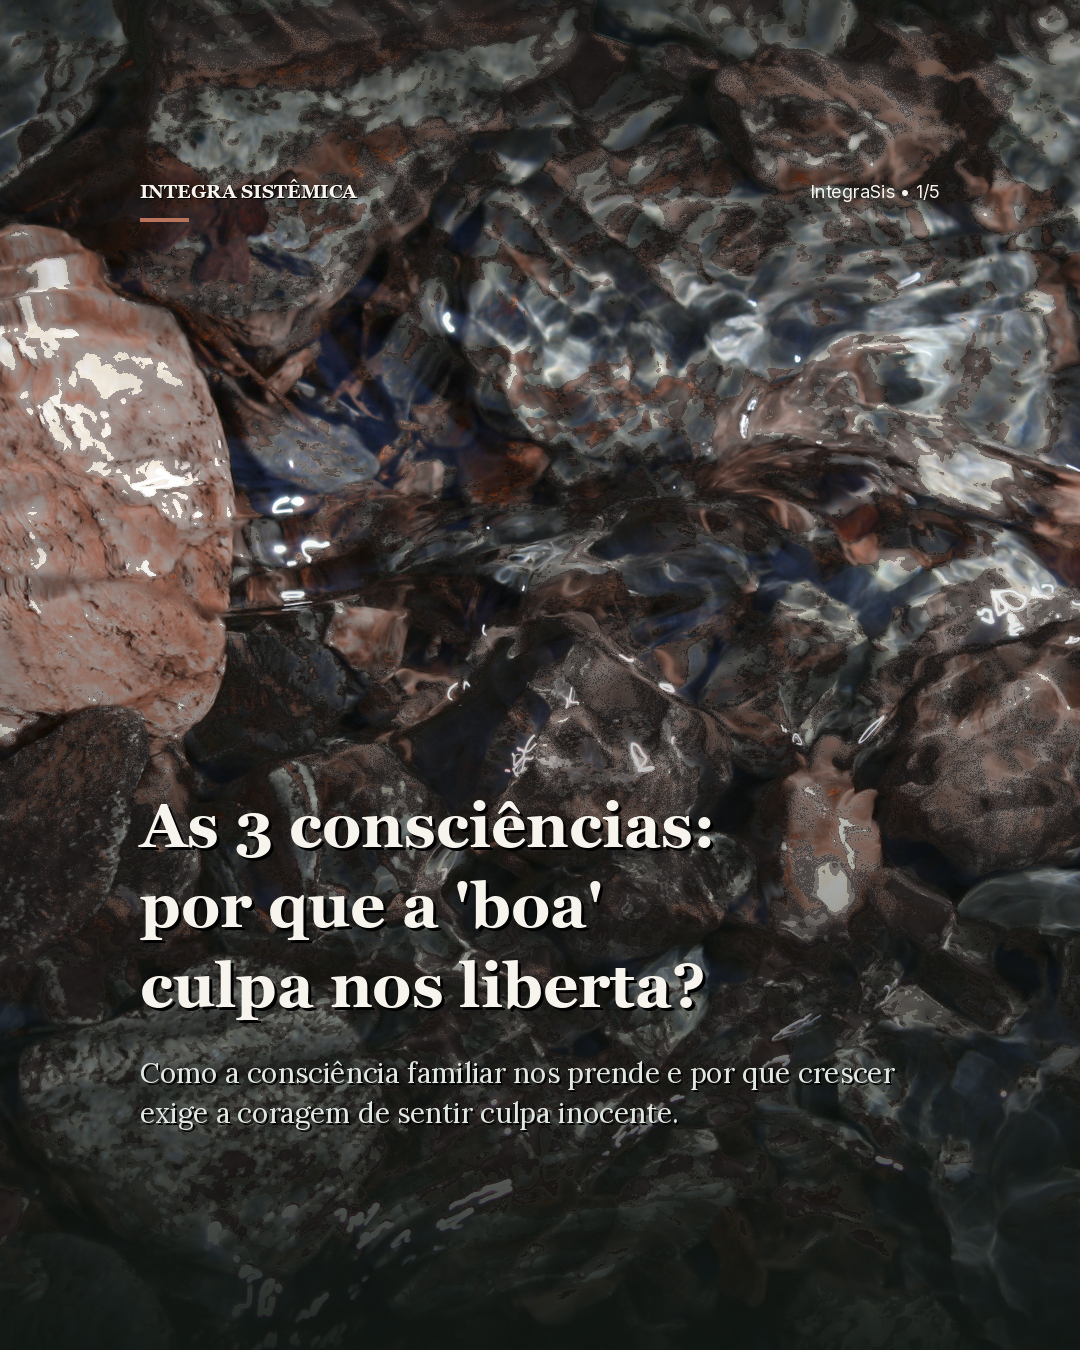 INTEGRA SISTÊMICA
IntegraSis • 1/5
As 3 consciências:
por que a 'boa'
culpa nos liberta?
Como a consciência familiar nos prende e por que crescer
exige a coragem de sentir culpa inocente.